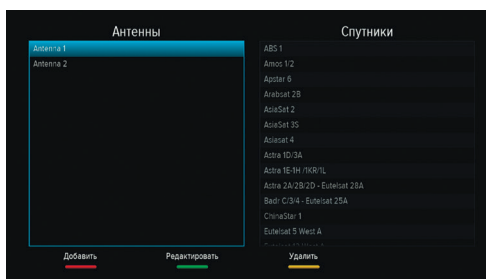 Антенны
Спутники
Antenna 1
Antenna 2
ABS 1
Amos 1/2
Apstar 6
Arabsat 2B
AsiaSat 2
AsiaSat 3S
Asiasat 4
Astra 1D/3A
Astra 1E-1H /1KR/1L
Astra 2A/2B/2D - Eutelsat 28A
Badr C/3/4 - Eutelsat 25A
ChinaStar 1
Eutelsat 5 West A
Добавить
Редактировать
Удалить